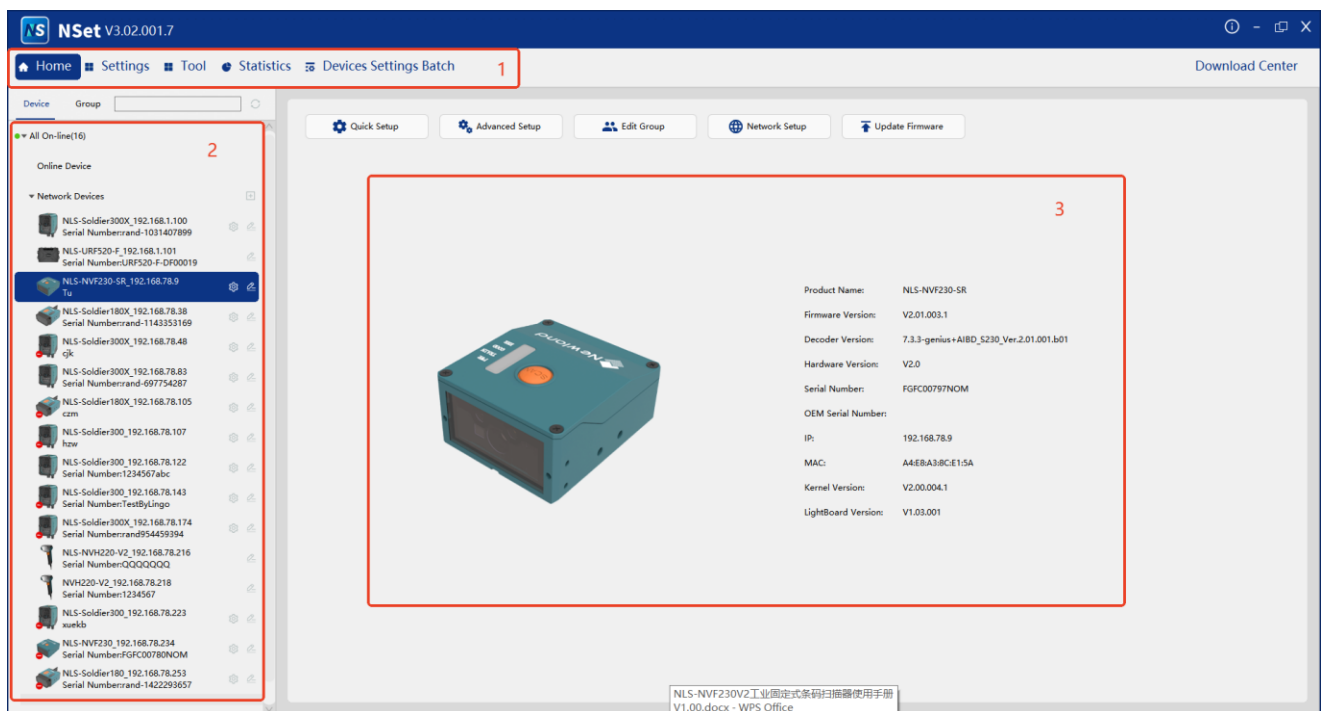 NS NSet V3.02.001.7
Home Settings Tool Statistics Devices Settings Batch 1 Download Center
Device Group
All On-line(16)
2
Online Device
Network Devices
NLS-Soldier300X_192.168.1.100
Serial Number:rand-1031407899
NLS-URF520-F_192.168.1.101
Serial Number:URF520-F-DF00019
NLS-NVF230-SR_192.168.78.9
Tu
NLS-Soldier180X_192.168.78.38
Serial Number:rand-1143353169
NLS-Soldier300X_192.168.78.48
cjk
NLS-Soldier300X_192.168.78.83
Serial Number:rand-697754287
NLS-Soldier180X_192.168.78.105
czm
NLS-Soldier300_192.168.78.107
hzw
NLS-Soldier300_192.168.78.122
Serial Number:1234567abc
NLS-Soldier300_192.168.78.143
Serial Number:TestByLingo
NLS-Soldier300X_192.168.78.174
Serial Number:rand954459394
NLS-NVH220-V2_192.168.78.216
Serial Number:QQQQQQQ
NVH220-V2_192.168.78.218
Serial Number:1234567
NLS-Soldier300_192.168.78.223
xuekb
NLS-NVF230_192.168.78.234
Serial Number:FGFC00780NOM
NLS-Soldier180_192.168.78.253
Serial Number:rand-1422293657
Quick Setup Advanced Setup Edit Group Network Setup Update Firmware
3
Newland
Product Name: NLS-NVF230-SR
Firmware Version: V2.01.003.1
Decoder Version: 7.3.3-genius+AIBD_S230_Ver.2.01.001.b01
Hardware Version: V2.0
Serial Number: FGFC00797NOM
OEM Serial Number:
IP: 192.168.78.9
MAC: A4:E8:A3:8C:E1:5A
Kernel Version: V2.00.004.1
LightBoard Version: V1.03.001
NLS-NVF230V2工业固定式条码扫描器使用手册
V1.00.docx - WPS Office